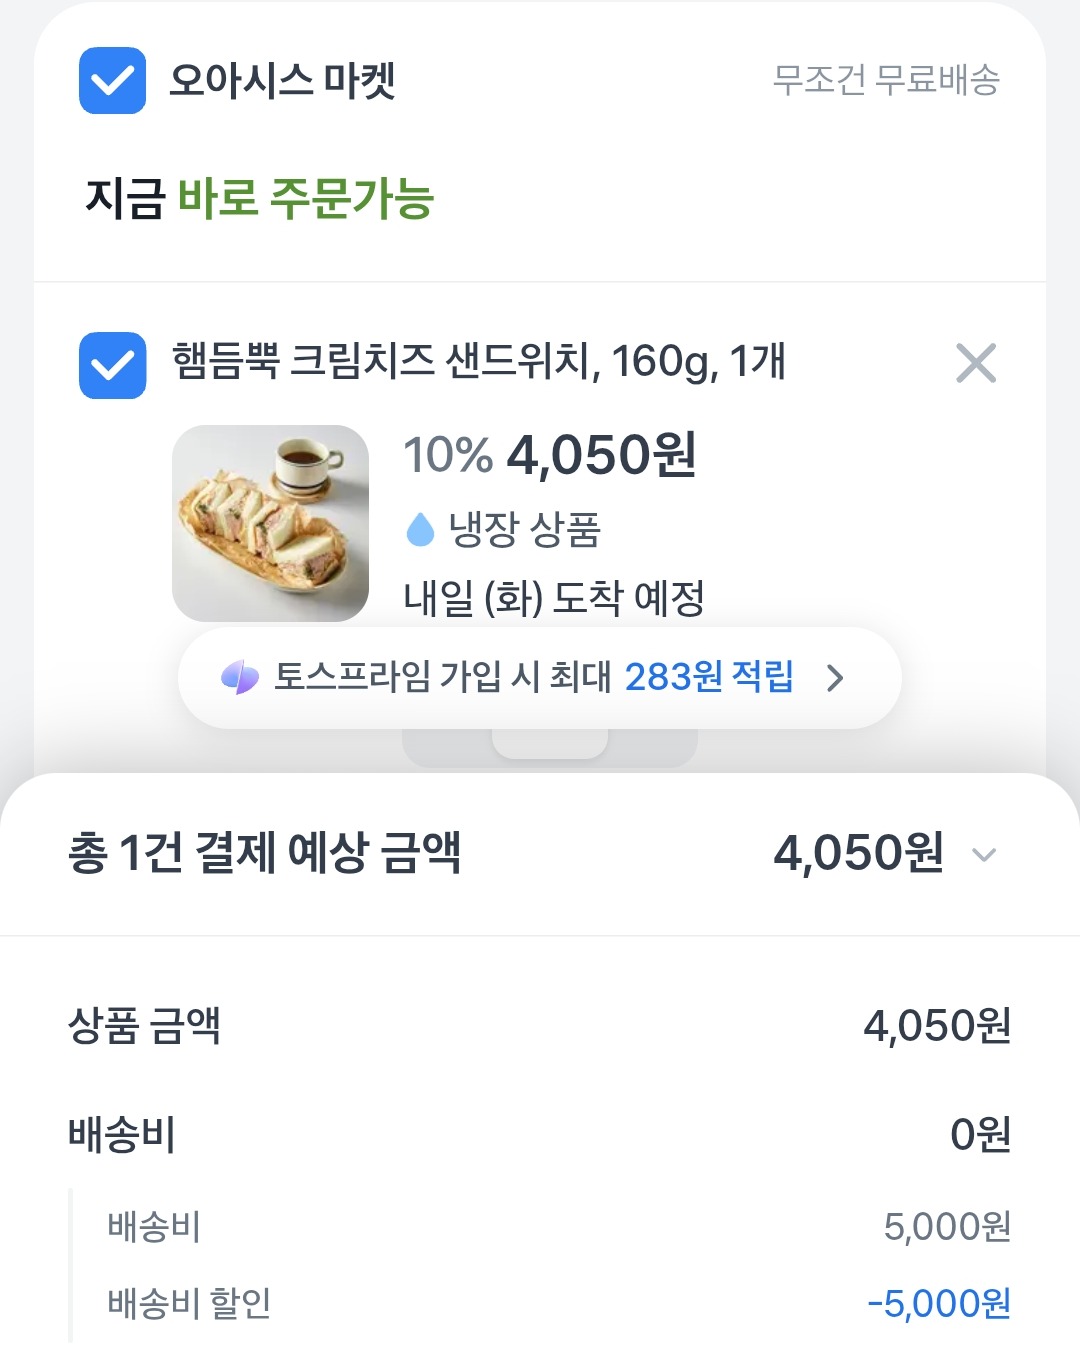 오아시스 마켓
무조건 무료배송
지금 바로 주문가능
햄듬뿍 크림치즈 샌드위치, 160g, 1개
10% 4,050원
냉장 상품
내일 (화) 도착 예정
토스프라임 가입 시 최대 283원 적립
총 1건 결제 예상 금액
4,050원
상품 금액
4,050원
배송비
0원
배송비
5,000원
배송비 할인
-5,000원